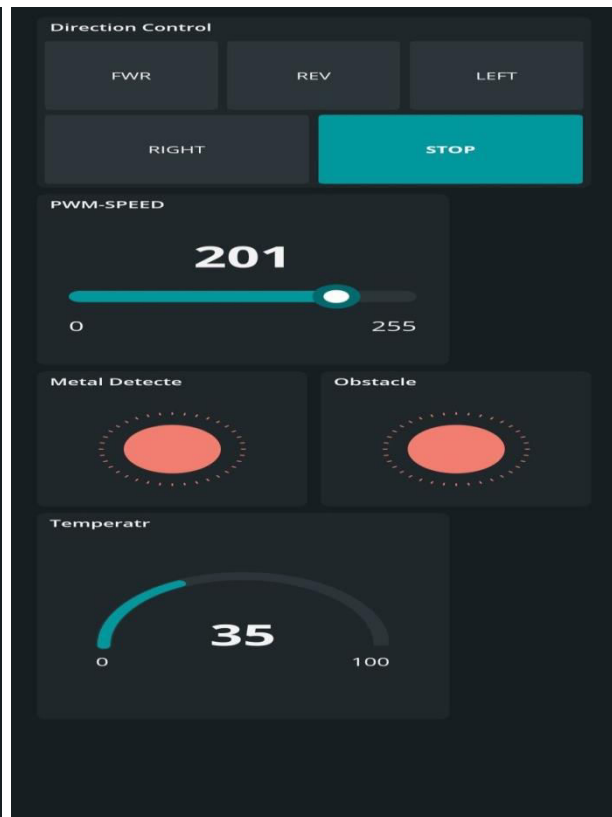 Direction Control
FWR REV LEFT
RIGHT STOP
PWM-SPEED
201
0 255
Metal Detecte Obstacle
Temperatr
35
0 100